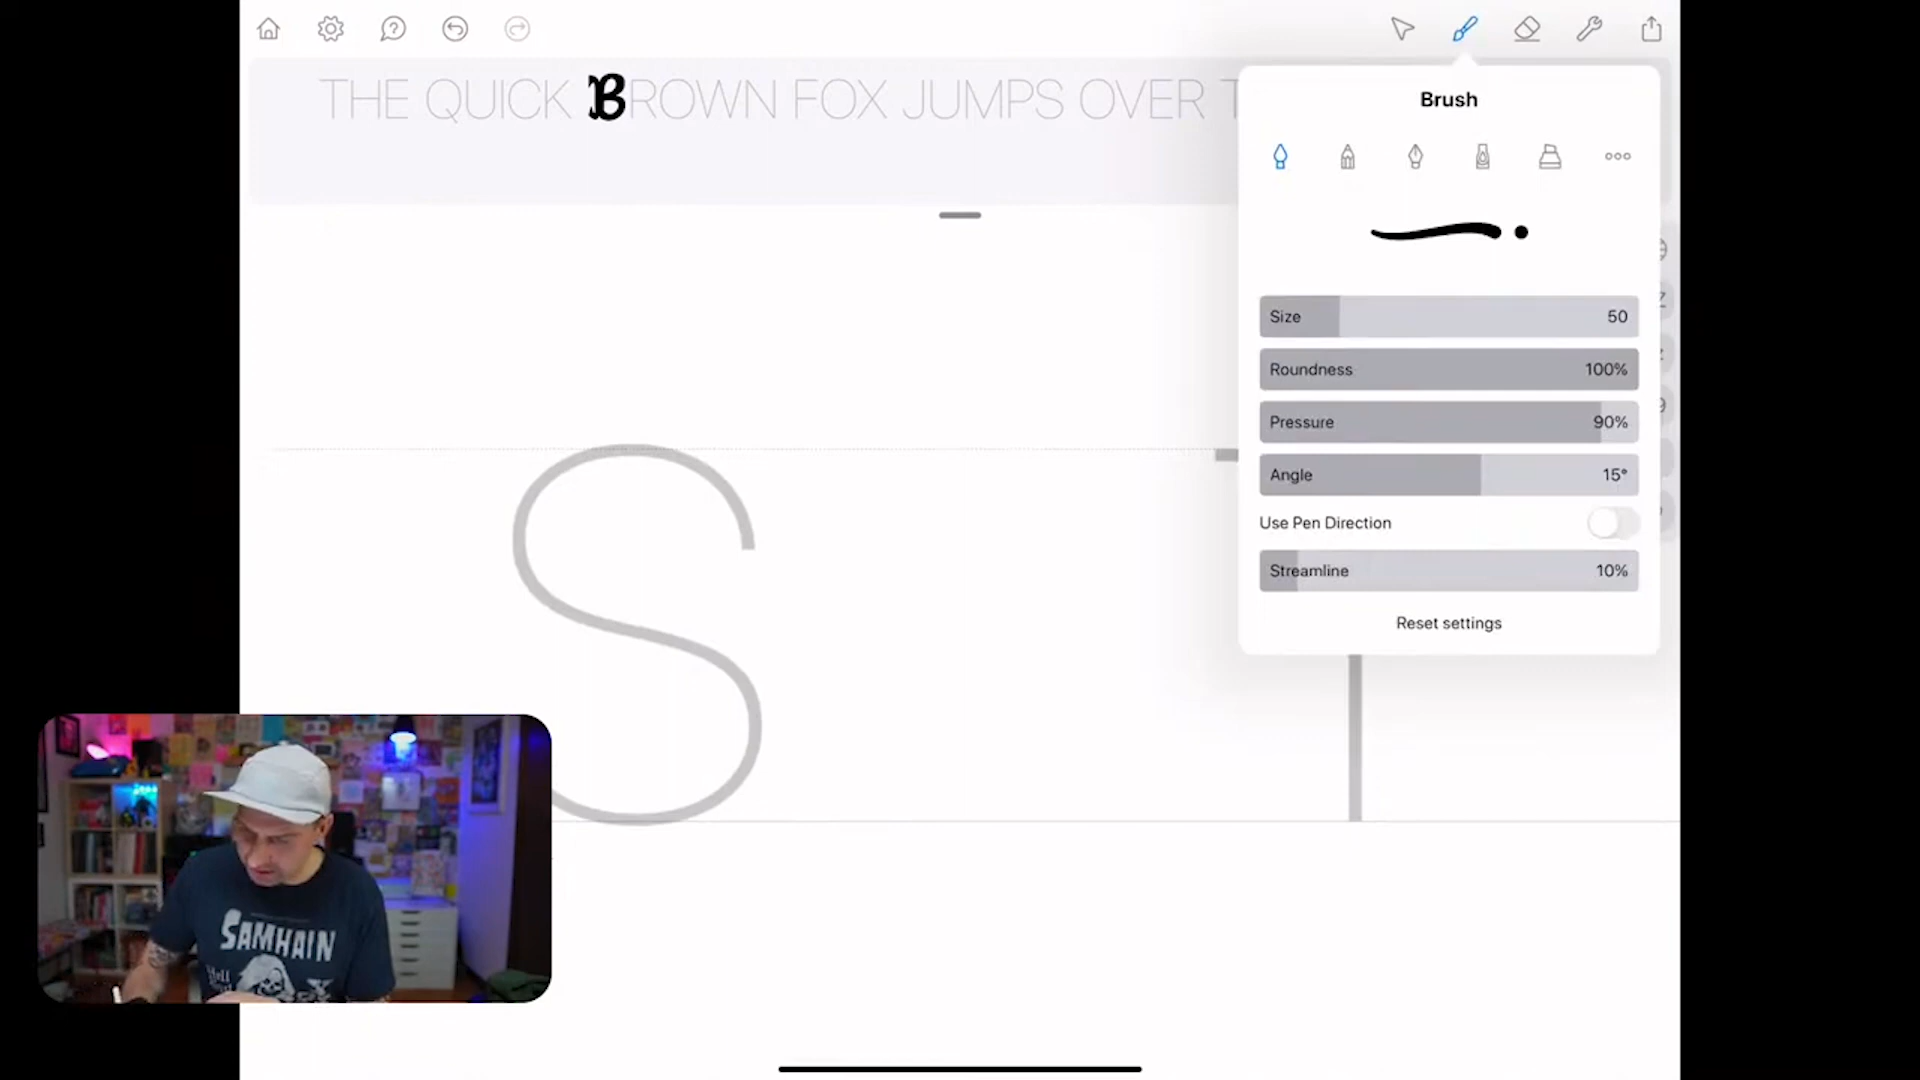 THE QUICK BROWN FOX JUMPS OVER T
Brush
Size 50
Roundness 100%
Pressure 90%
Angle 15°
Use Pen Direction
Streamline 10%
Reset settings
S
z
SAMHAIN